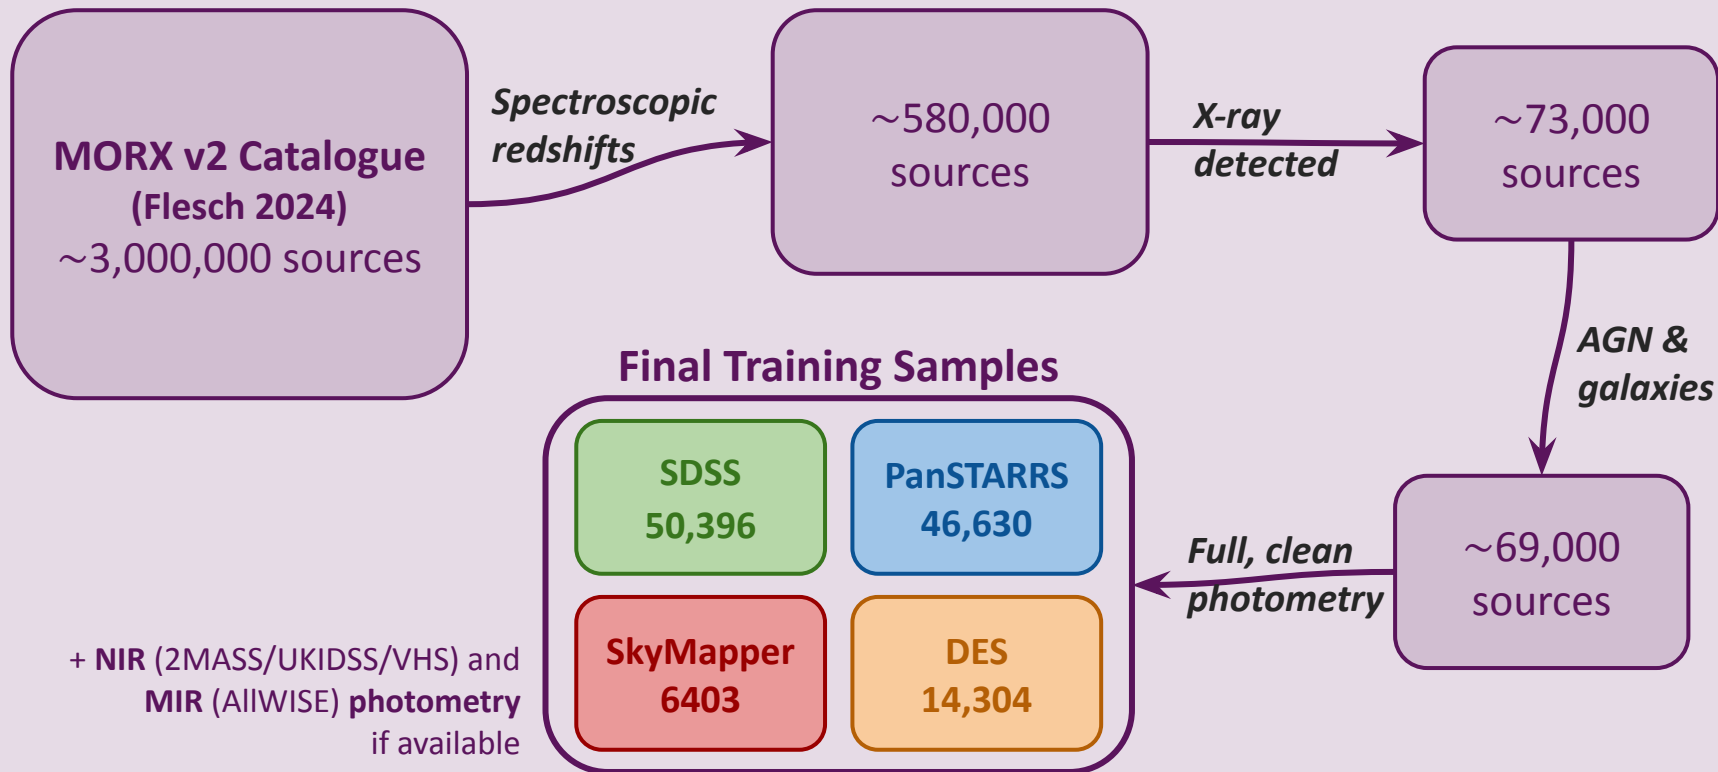 MORX v2 Catalogue
(Flesch 2024)
~3,000,000 sources
Spectroscopic
redshifts
~580,000
sources
X-ray
detected
~73,000
sources
AGN &
galaxies
~69,000
sources
Full, clean
photometry
Final Training Samples
SDSS
50,396
PanSTARRS
46,630
SkyMapper
6403
DES
14,304
+ NIR (2MASS/UKIDSS/VHS) and
MIR (AllWISE) photometry
if available